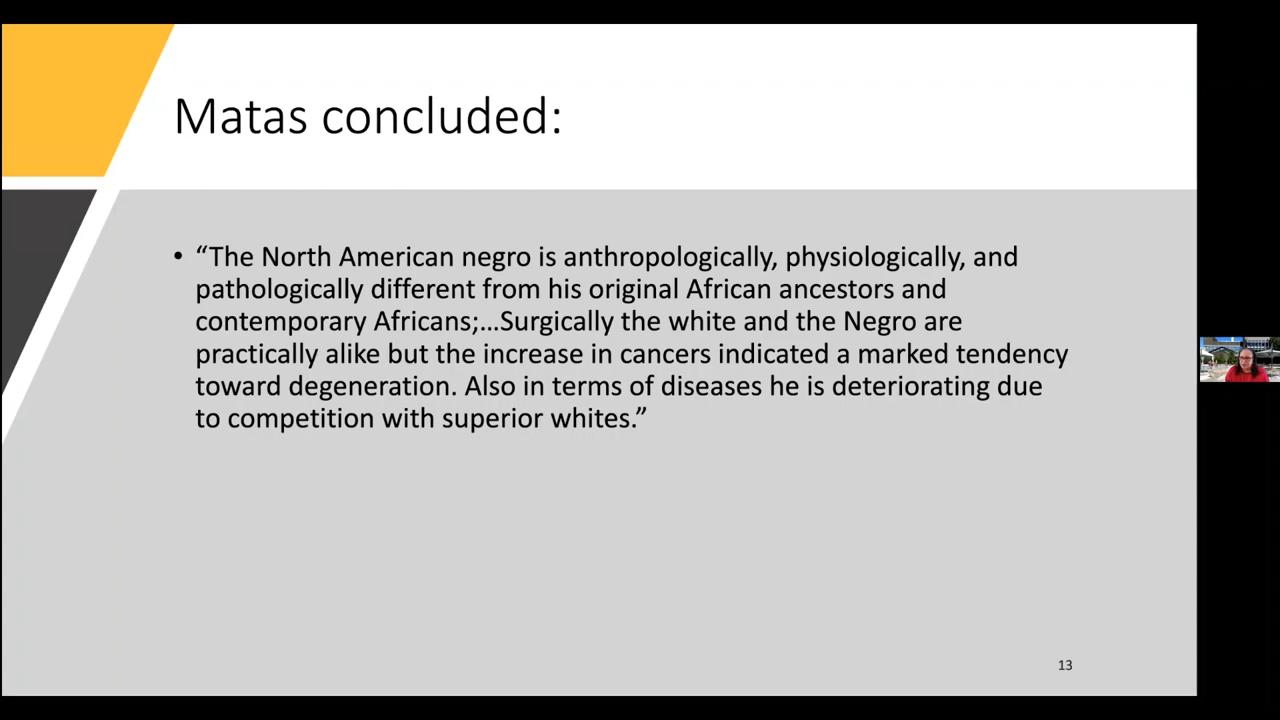 Matas concluded:
• “The North American negro is anthropologically, physiologically, and
pathologically different from his original African ancestors and
contemporary Africans;…Surgically the white and the Negro are
practically alike but the increase in cancers indicated a marked tendency
toward degeneration. Also in terms of diseases he is deteriorating due
to competition with superior whites.”
13